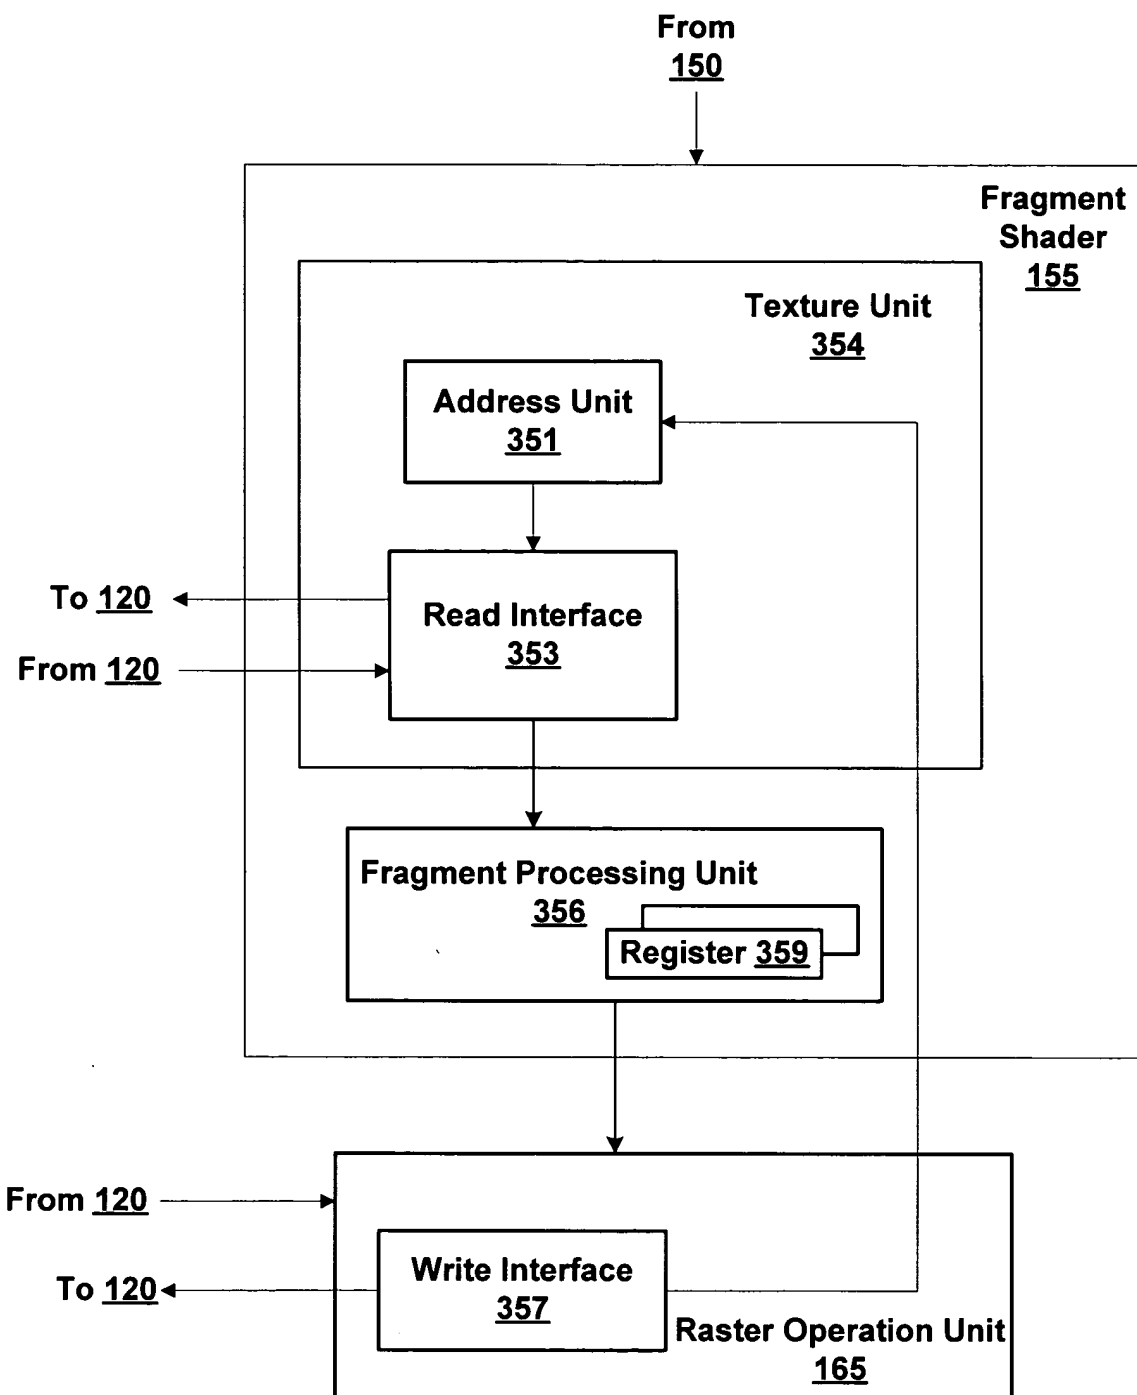 From
150
Fragment
Shader
155
Texture Unit
354
Address Unit
351
To 120
Read Interface
353
From 120
Fragment Processing Unit
356
Register 359
From 120
Write Interface
357
To 120
Raster Operation Unit
165